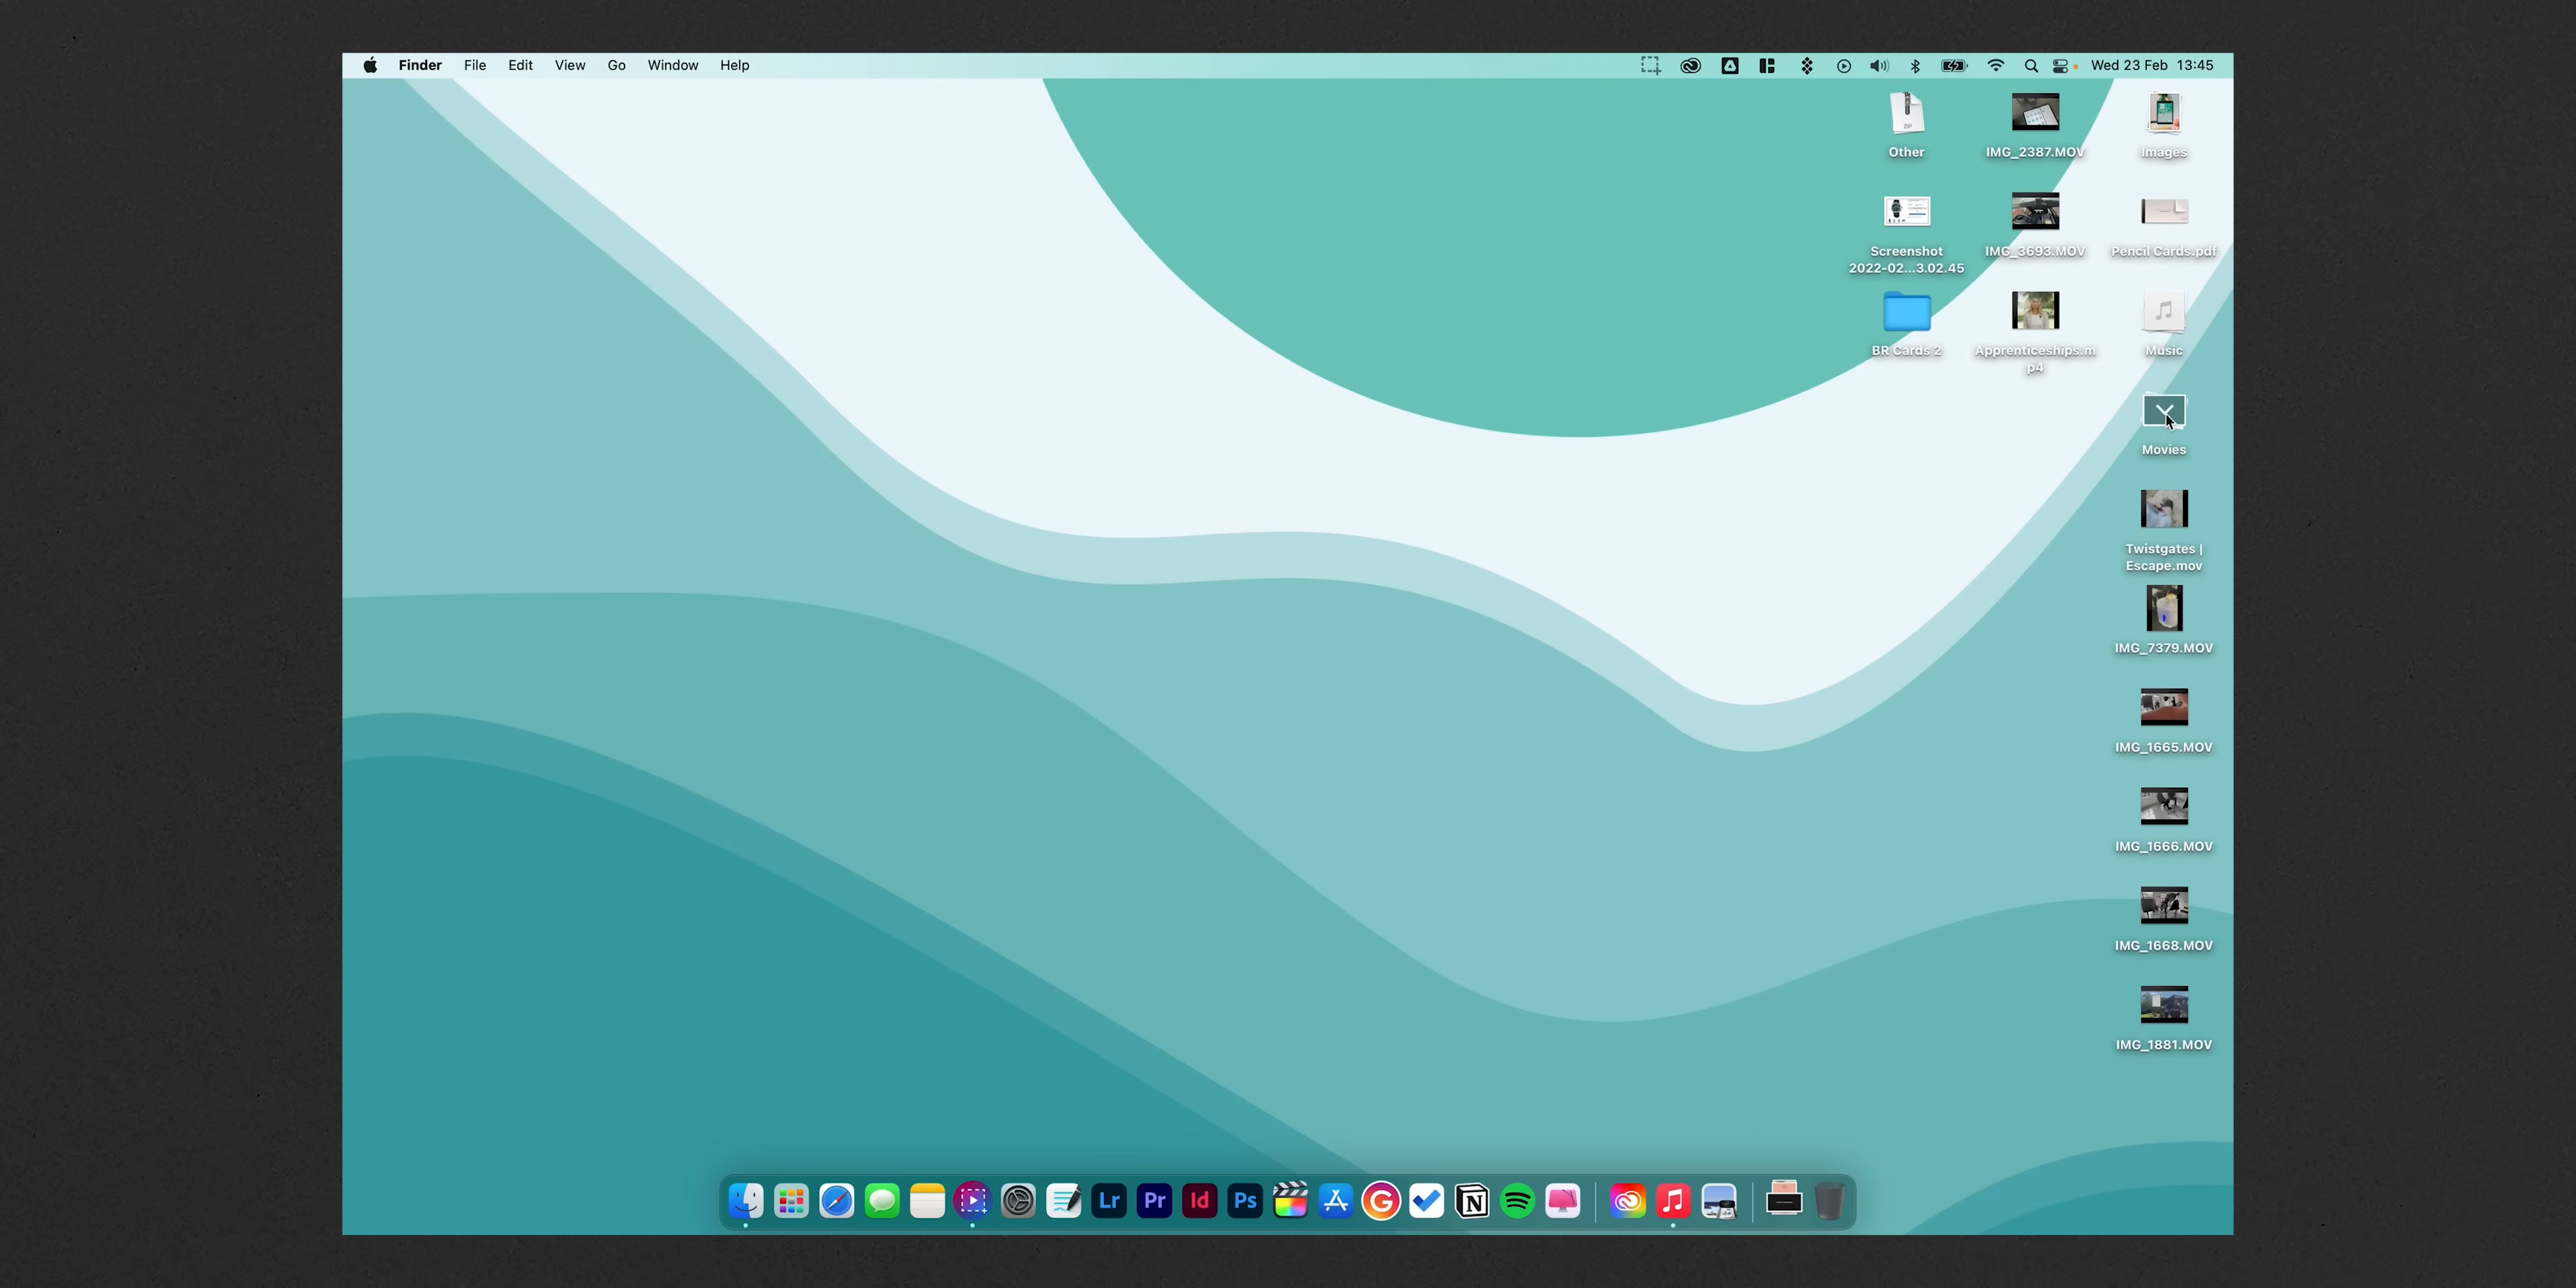 Finder File Edit View Go Window Help Wed 23 Feb 13:45
ZIP
Other
IMG_2387.MOV
Images
Screenshot
2022-02...3.02.45
IMG_3693.MOV
Pencil Cards.pdf
BR Cards 2
Apprenticeships.m
p4
Music
Movies
Twistgates |
Escape.mov
IMG_7379.MOV
IMG_1665.MOV
IMG_1666.MOV
IMG_1668.MOV
IMG_1881.MOV
Lr Pr Id Ps G N